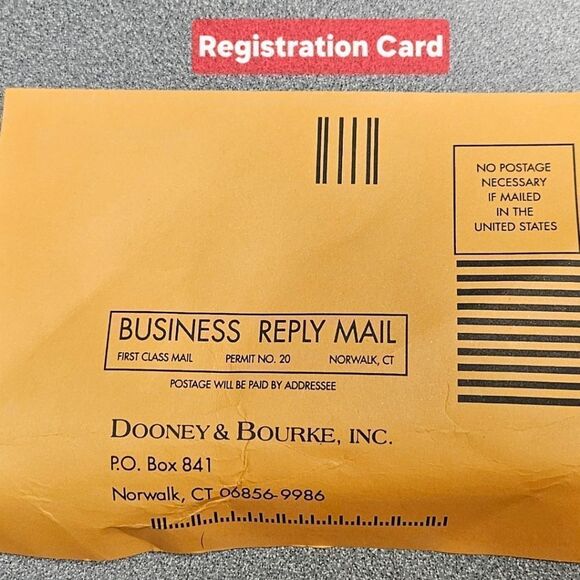 Registration Card
NO POSTAGE
NECESSARY
IF MAILED
IN THE
UNITED STATES
BUSINESS REPLY MAIL
FIRST CLASS MAIL PERMIT NO. 20 NORWALK, CT
POSTAGE WILL BE PAID BY ADDRESSEE
DOONEY & BOURKE, INC.
P.O. Box 841
Norwalk, CT 06856-9986